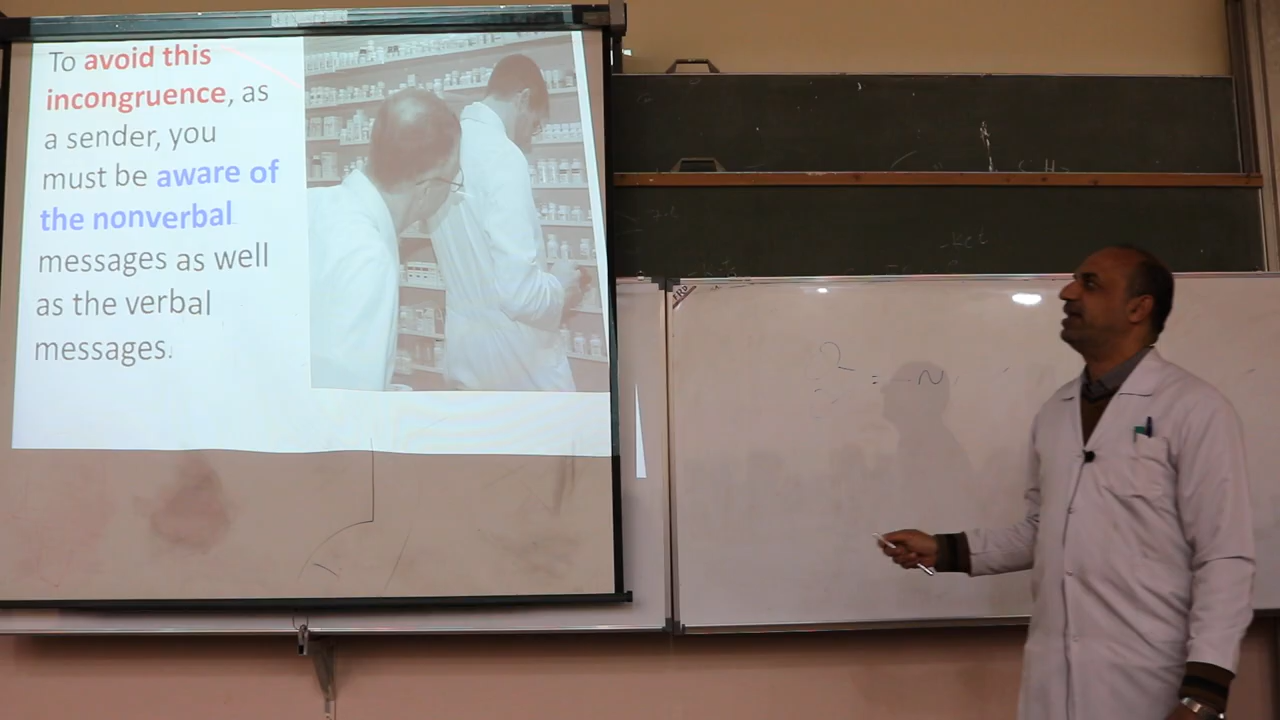 To avoid this
incongruence, as
a sender, you
must be aware of
the nonverbal
messages as well
as the verbal
messages.